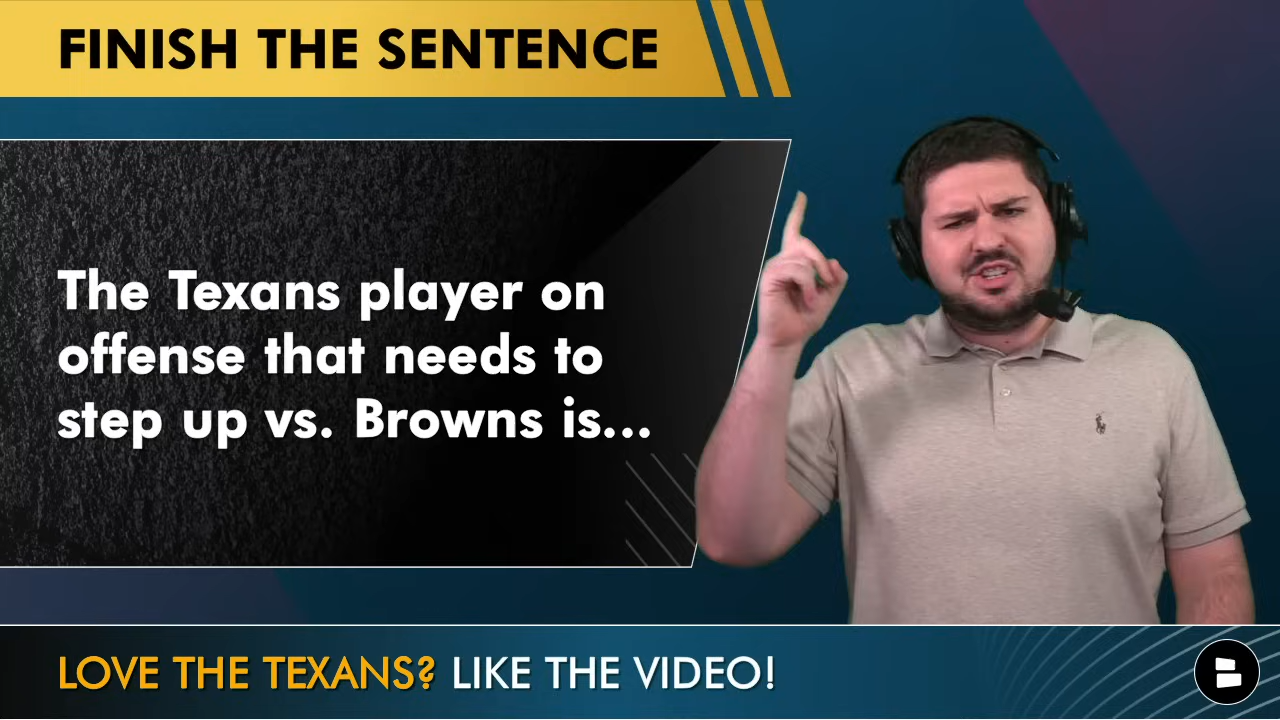 FINISH THE SENTENCE
The Texans player on
offense that needs to
step up vs. Browns is...
LOVE THE TEXANS? LIKE THE VIDEO!